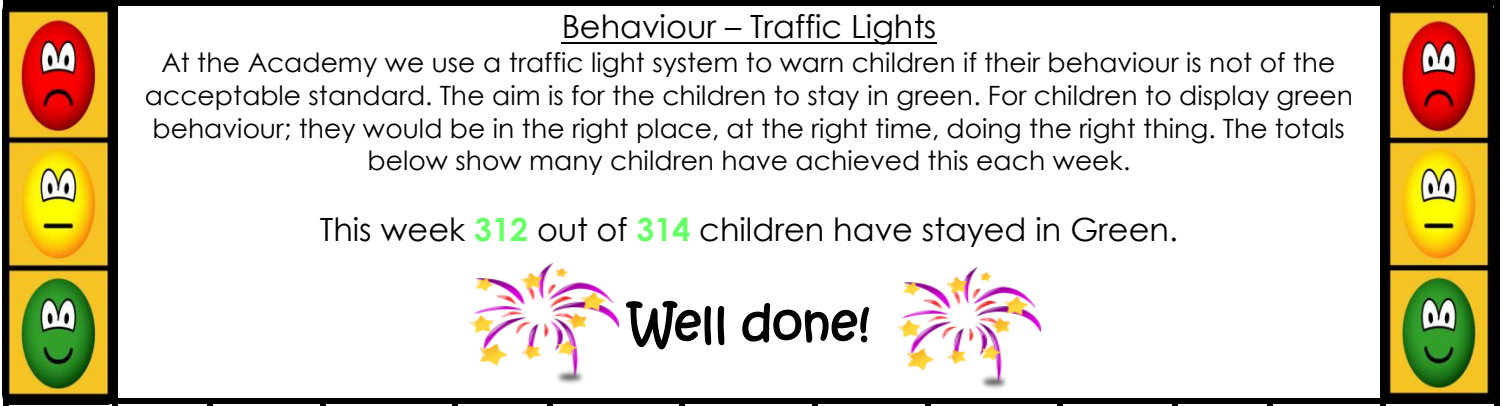 Behaviour – Traffic Lights
At the Academy we use a traffic light system to warn children if their behaviour is not of the
acceptable standard. The aim is for the children to stay in green. For children to display green
behaviour; they would be in the right place, at the right time, doing the right thing. The totals
below show many children have achieved this each week.
This week 312 out of 314 children have stayed in Green.
Well done!